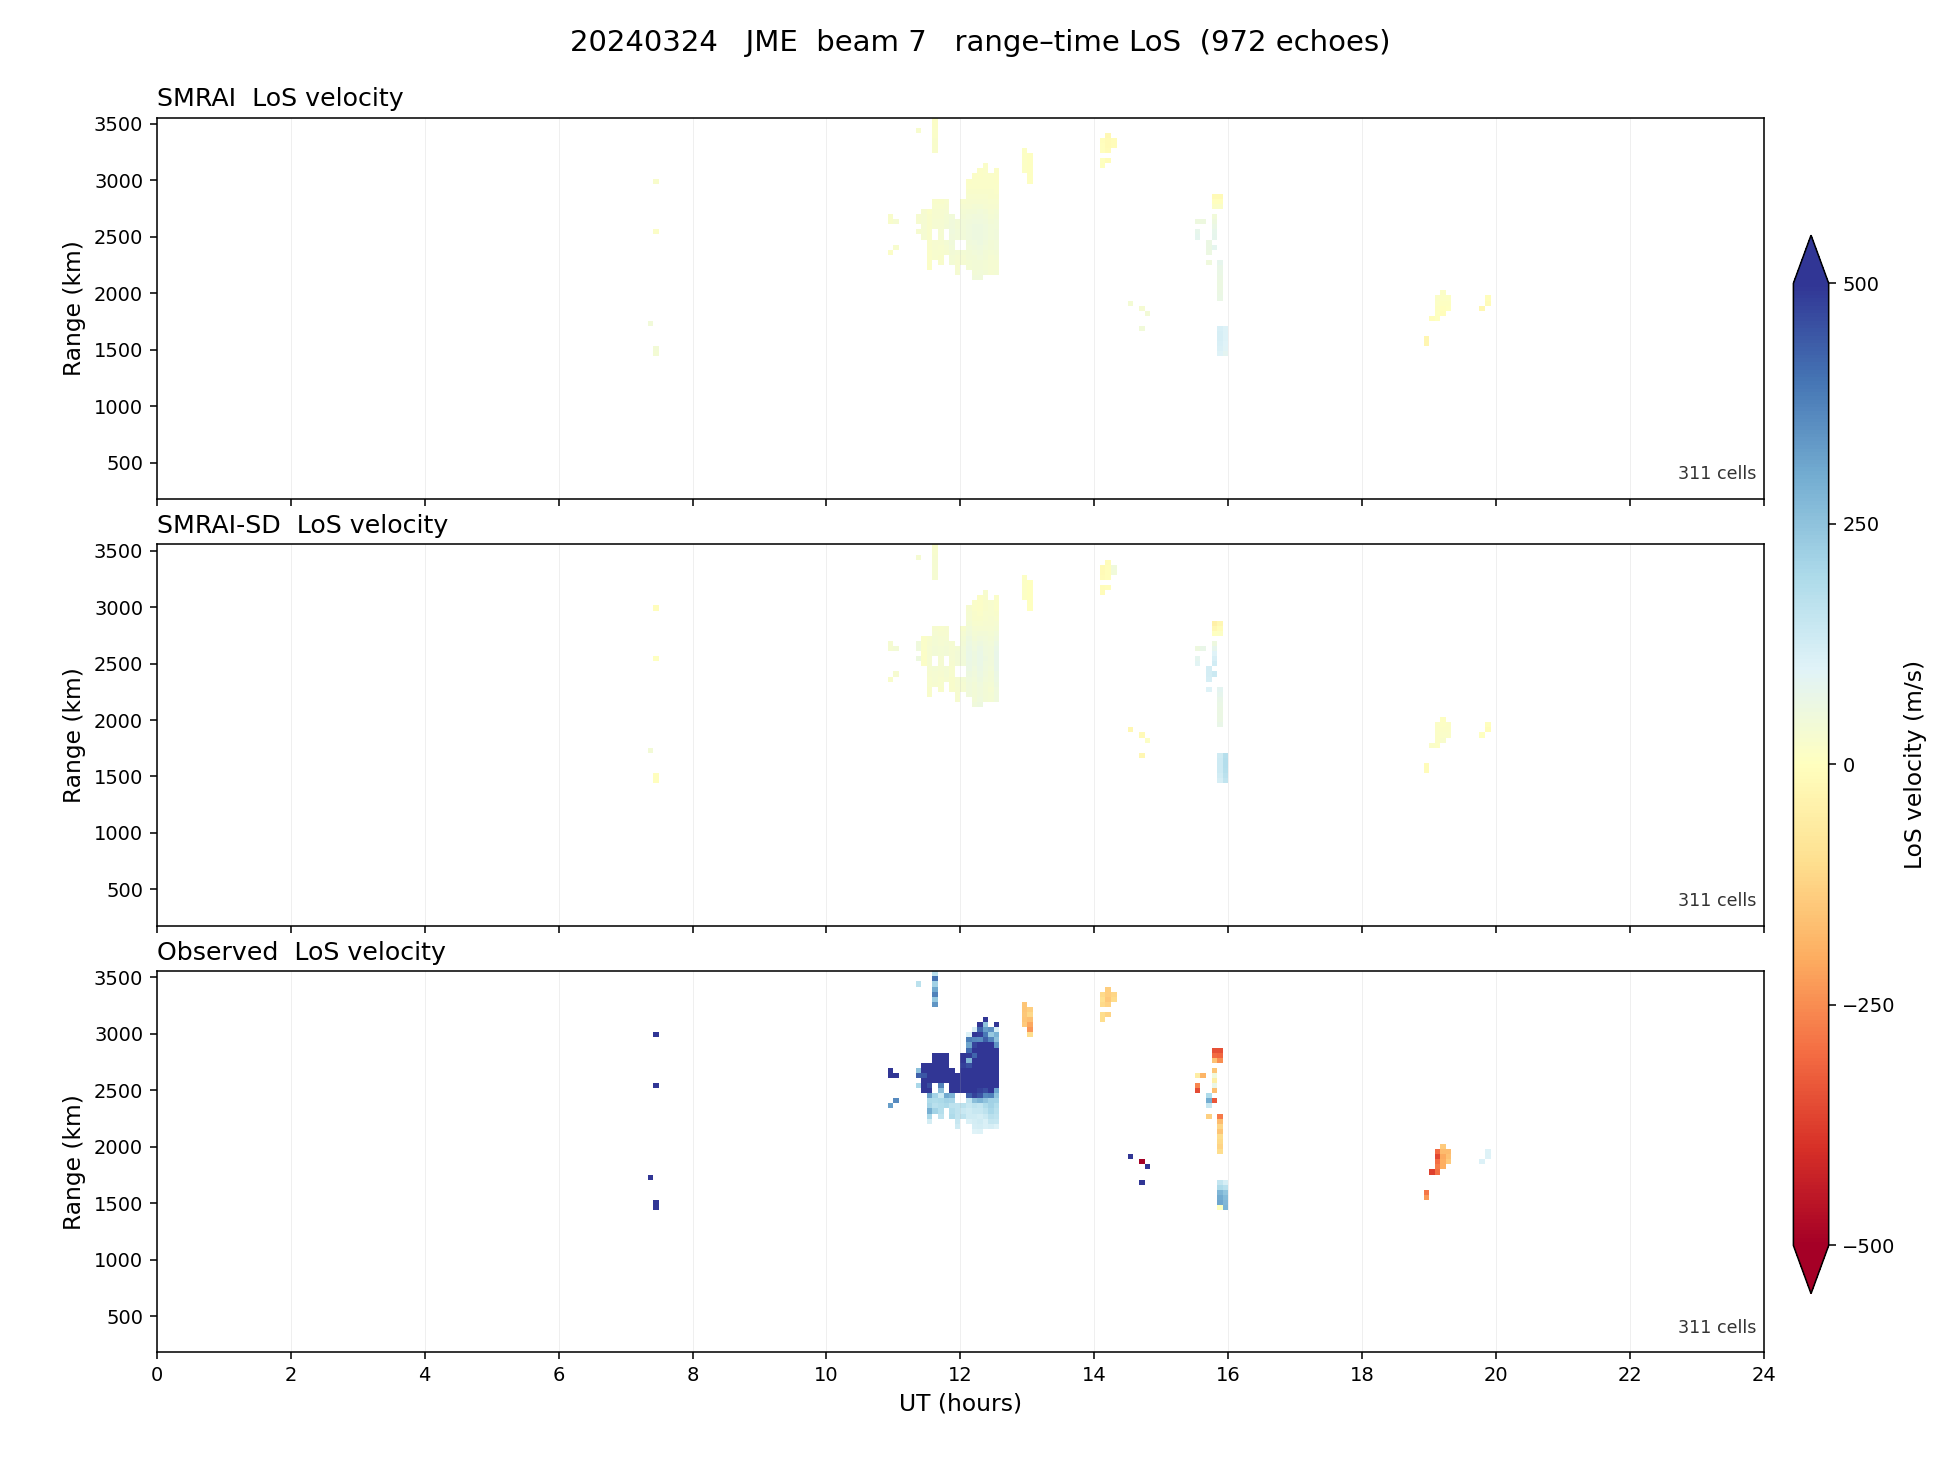 20240324   JME  beam 7   range–time LoS  (972 echoes)
SMRAI  LoS velocity
3500
3000
2500
2000
1500
1000
500
Range (km)
311 cells
SMRAI-SD  LoS velocity
3500
3000
2500
2000
1500
1000
500
Range (km)
311 cells
Observed  LoS velocity
3500
3000
2500
2000
1500
1000
500
Range (km)
311 cells
0 2 4 6 8 10 12 14 16 18 20 22 24
UT (hours)
500
250
0
−250
−500
LoS velocity (m/s)